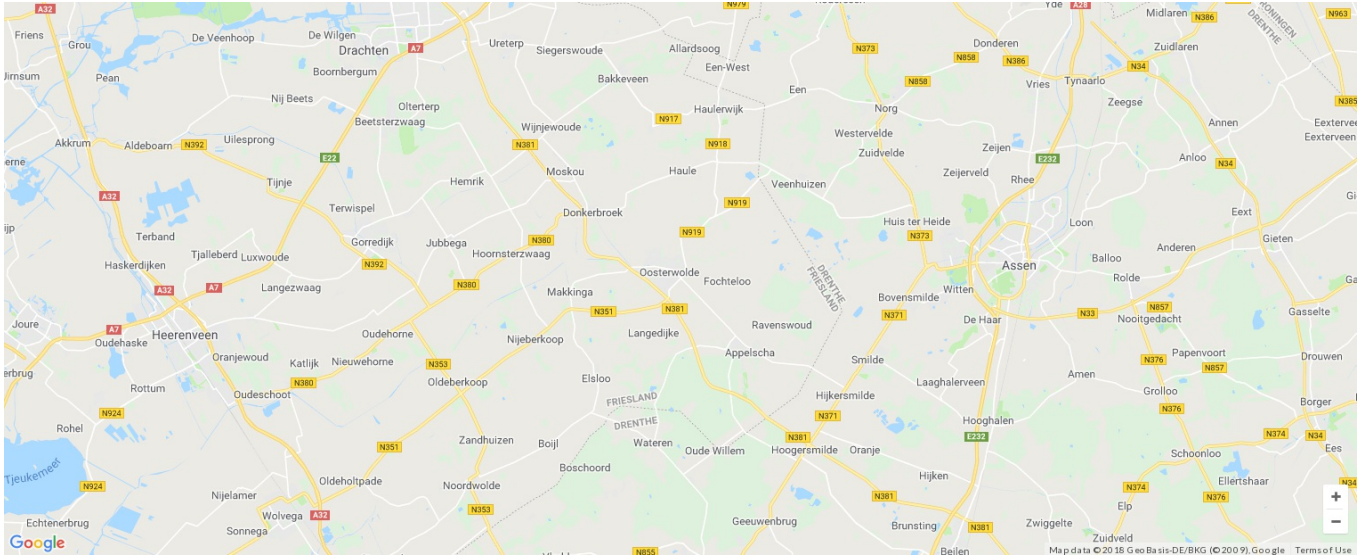 A32
N979
Yde
A28
Midlaren
N386
GRONINGEN
DRENTHE
N963
Friens
Grou
De Veenhoop
De Wilgen
Drachten
A7
Ureterp
Siegerswoude
Allardsoog
N373
Donderen
N858
N386
Zuidlaren
Boornbergum
Pean
Bakkeveen
Een-West
N858
Vries
Tynaarlo
N34
Nij Beets
Olterterp
Beetsterzwaag
Een
Norg
Zeegse
N385
Haulerwijk
N917
Wijnjewoude
Westervelde
Annen
Akkrum
Aldeboarn
N392
Uilesprong
N381
N918
Zuidvelde
Zeijen
E232
Anloo
N34
E22
Moskou
Haule
Zeijerveld
Rhee
Tijnje
Hemrik
Veenhuizen
A32
Terwispel
Donkerbroek
N919
Huis ter Heide
Loon
Eext
Terband
Gorredijk
Jubbega
N380
N919
N373
Anderen
Gieten
Tjalleberd
Luxwoude
Hoornsterzwaag
Haskerdijken
N392
Assen
Balloo
Rolde
Oosterwolde
Fochteloo
DRENTHE
FRIESLAND
A32
A7
Langezwaag
N380
Makkinga
Bovensmilde
Witten
N857
N351
N381
N371
De Haar
N33
Nooitgedacht
Gasselte
Joure
A7
Heerenveen
Oudehaske
Oudehorne
Nijeberkoop
Langedijke
Ravenswoud
Oranjewoud
Katlijk
Nieuwehorne
N353
Appelscha
Smilde
N376
Papenvoort
N857
Drouwen
Rottum
N380
Oldeberkoop
Elsloo
Laaghalerveen
Amen
Grolloo
Oudeschoot
FRIESLAND
DRENTHE
Hijkersmilde
N376
Borger
N924
Rohel
N371
Hooghalen
N351
Zandhuizen
Boijl
Wateren
Oude Willem
N381
Hoogersmilde
Oranje
E232
N374
N34
Ees
Schoonloo
Tjeukemeer
N924
Boschoord
Hijken
Oldeholtpade
Noordwolde
N374
Ellertshaar
Nijelamer
N381
N376
Elp
Wolvega
A32
N353
Echtenerbrug
Sonnega
Geeuwenbrug
Brunsting
N381
Zwiggelte
Zuidveld
Google
N855
Beilen
Map data ©2018 GeoBasis-DE/BKG (©2009), Google Terms of Use